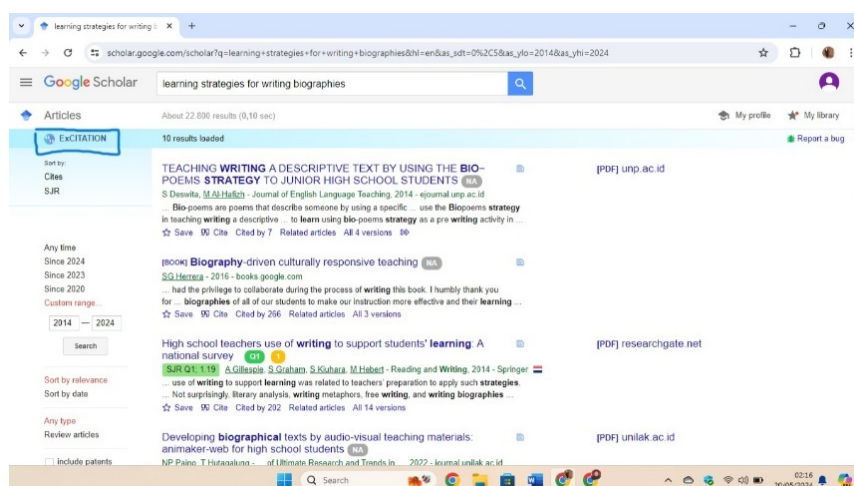 learning strategies for writing b
scholar.google.com/scholar?q=learning+strategies+for+writing+biographies&hl=en&as_sdt=0%2C5&as_ylo=2014&as_yhi=2024
Google Scholar
learning strategies for writing biographies
Articles
About 22 800 results (0,10 sec)
My profile
My library
ExCITATION
10 results loaded
Report a bug
Sort by:
Cites
SJR
Any time
Since 2024
Since 2023
Since 2020
Custom range...
2014 — 2024
Search
Sort by relevance
Sort by date
Any type
Review articles
include patents
TEACHING WRITING A DESCRIPTIVE TEXT BY USING THE BIO-
POEMS STRATEGY TO JUNIOR HIGH SCHOOL STUDENTS NA
S Deswita, M Al-Hafizh - Journal of English Language Teaching, 2014 - ejournal.unp.ac.id
... Bio-poems are poems that describe someone by using a specific ... use the Biopoems strategy
in teaching writing a descriptive ... to learn using bio-poems strategy as a pre writing activity in ...
Save Cite Cited by 7 Related articles All 4 versions
[PDF] unp.ac.id
[BOOK] Biography-driven culturally responsive teaching NA
SG Herrera - 2016 - books.google.com
... had the privilege to collaborate during the process of writing this book. I humbly thank you
for ... biographies of all of our students to make our instruction more effective and their learning ...
Save Cite Cited by 266 Related articles All 3 versions
High school teachers use of writing to support students' learning: A
national survey Q1 1
SJR Q1: 1.19 A Gillespie, S Graham, S Kiuhara, M Hebert - Reading and Writing, 2014 - Springer
... use of writing to support learning was related to teachers' preparation to apply such strategies,
... Not surprisingly, literary analysis, writing metaphors, free writing, and writing biographies ...
Save Cite Cited by 202 Related articles All 14 versions
[PDF] researchgate.net
Developing biographical texts by audio-visual teaching materials:
animaker-web for high school students NA
NP Paino, T Hutagalung - ... of Ultimate Research and Trends in ..., 2022 - journal.unilak.ac.id
[PDF] unilak.ac.id
Search
02:16
20/05/2024